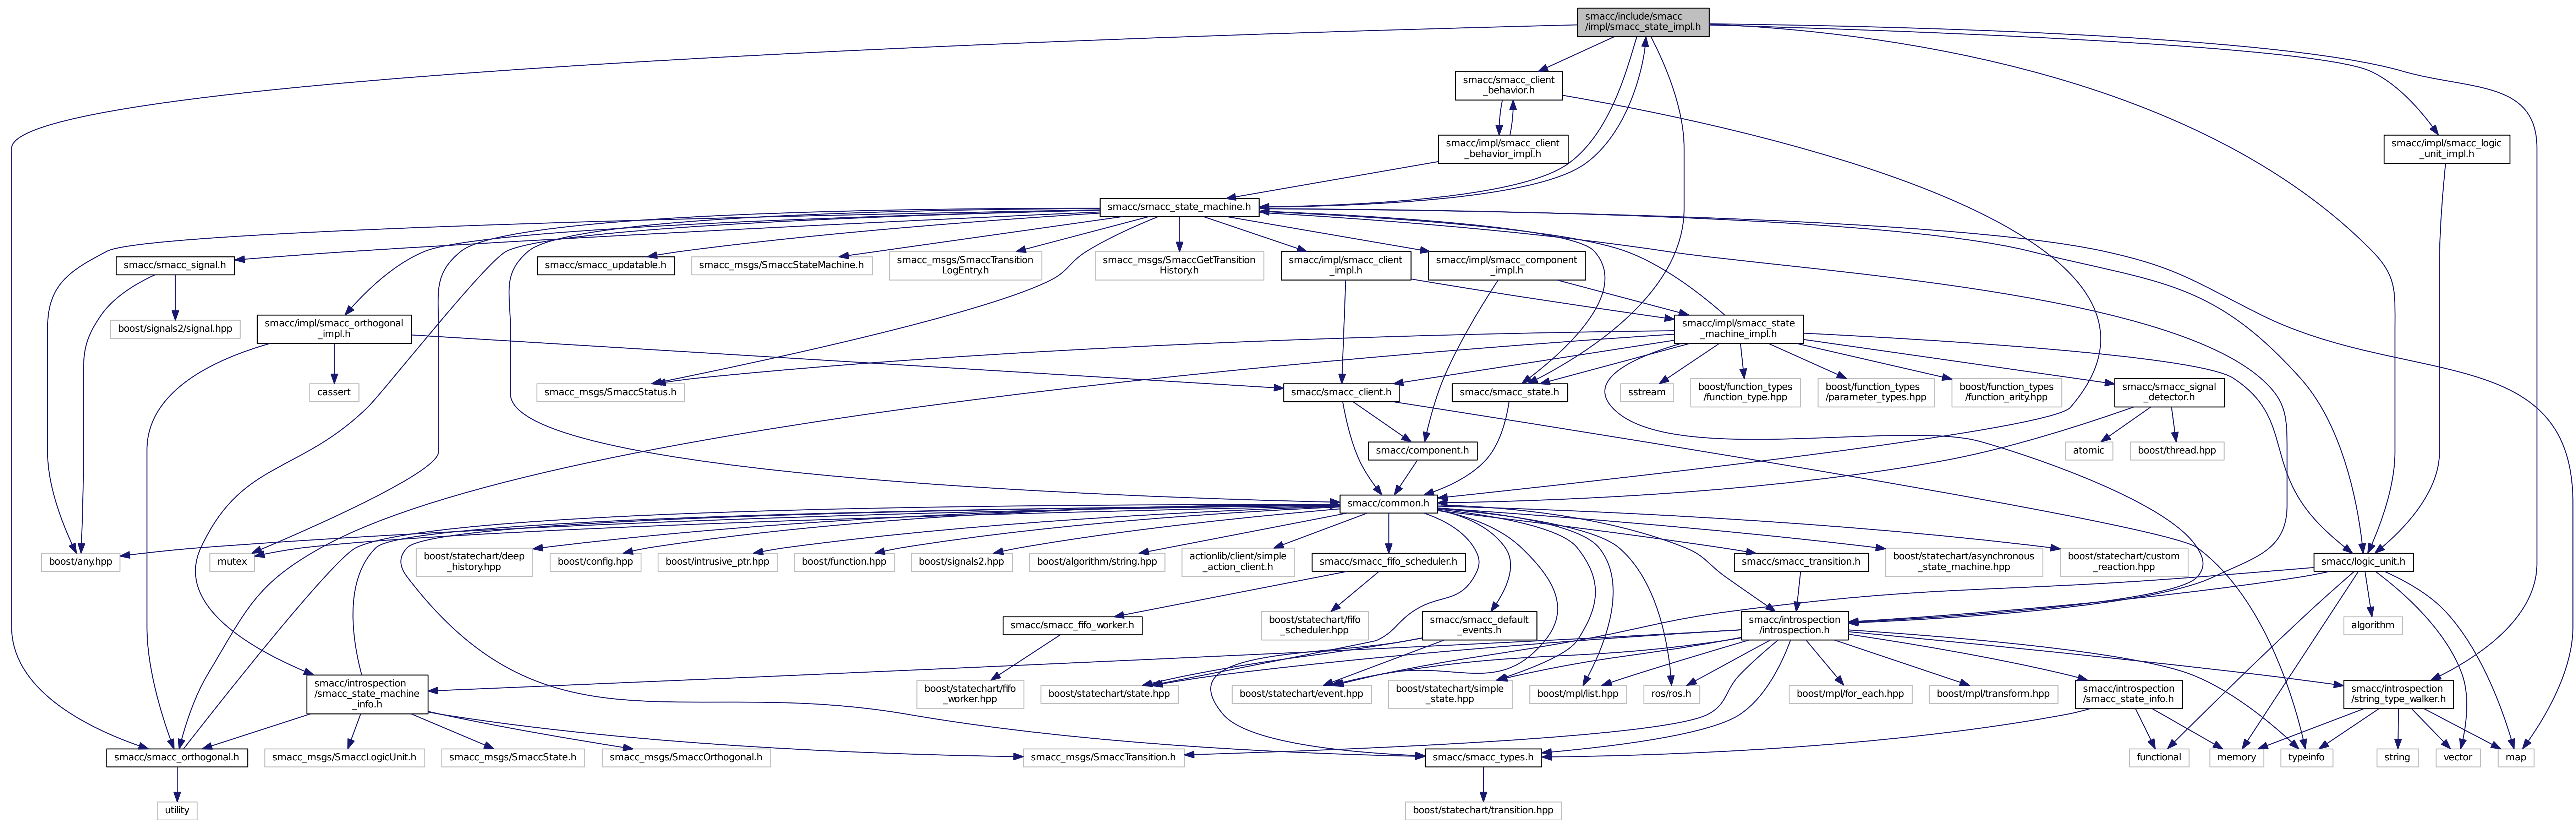 smacc/include/smacc
/impl/smacc_state_impl.h
smacc/smacc_client
_behavior.h
smacc/impl/smacc_client
_behavior_impl.h
smacc/impl/smacc_logic
_unit_impl.h
smacc/smacc_state_machine.h
smacc/smacc_signal.h
smacc/smacc_updatable.h
smacc_msgs/SmaccStateMachine.h
smacc_msgs/SmaccTransition
LogEntry.h
smacc_msgs/SmaccGetTransition
History.h
smacc/impl/smacc_client
_impl.h
smacc/impl/smacc_component
_impl.h
boost/signals2/signal.hpp
smacc/impl/smacc_orthogonal
_impl.h
smacc/impl/smacc_state
_machine_impl.h
cassert
smacc_msgs/SmaccStatus.h
smacc/smacc_client.h
smacc/smacc_state.h
sstream
boost/function_types
/function_type.hpp
boost/function_types
/parameter_types.hpp
boost/function_types
/function_arity.hpp
smacc/smacc_signal
_detector.h
smacc/component.h
atomic
boost/thread.hpp
smacc/common.h
boost/any.hpp
mutex
boost/statechart/deep
_history.hpp
boost/config.hpp
boost/intrusive_ptr.hpp
boost/function.hpp
boost/signals2.hpp
boost/algorithm/string.hpp
actionlib/client/simple
_action_client.h
smacc/smacc_fifo_scheduler.h
smacc/smacc_transition.h
boost/statechart/asynchronous
_state_machine.hpp
boost/statechart/custom
_reaction.hpp
smacc/logic_unit.h
smacc/smacc_fifo_worker.h
boost/statechart/fifo
_scheduler.hpp
smacc/smacc_default
_events.h
smacc/introspection
/introspection.h
algorithm
smacc/introspection
/smacc_state_machine
_info.h
boost/statechart/fifo
_worker.hpp
boost/statechart/state.hpp
boost/statechart/event.hpp
boost/statechart/simple
_state.hpp
boost/mpl/list.hpp
ros/ros.h
boost/mpl/for_each.hpp
boost/mpl/transform.hpp
smacc/introspection
/smacc_state_info.h
smacc/introspection
/string_type_walker.h
smacc/smacc_orthogonal.h
smacc_msgs/SmaccLogicUnit.h
smacc_msgs/SmaccState.h
smacc_msgs/SmaccOrthogonal.h
smacc_msgs/SmaccTransition.h
smacc/smacc_types.h
functional
memory
typeinfo
string
vector
map
utility
boost/statechart/transition.hpp